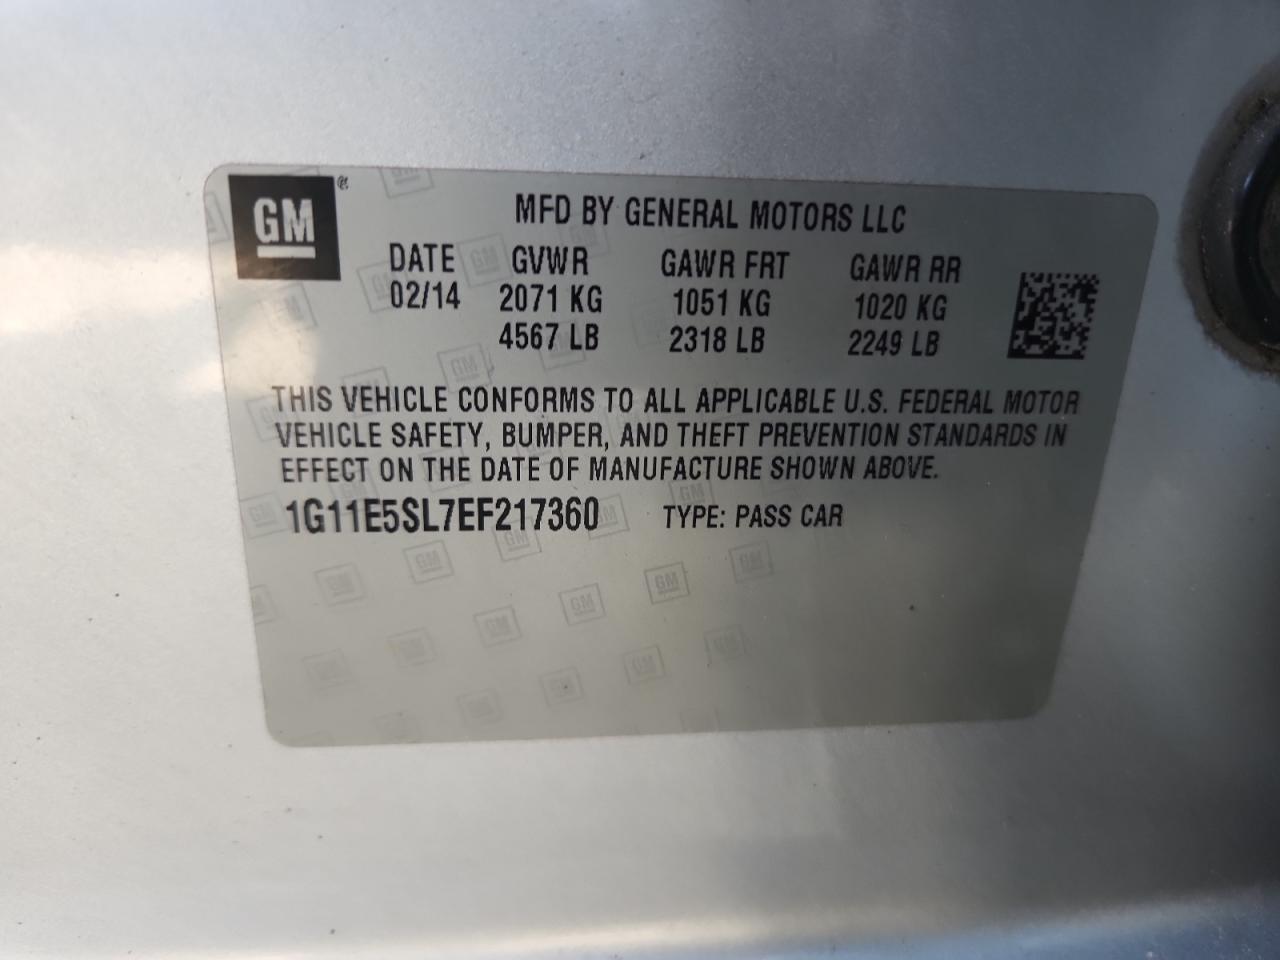 GM®
MFD BY GENERAL MOTORS LLC
DATE GVWR GAWR FRT GAWR RR
02/14 2071 KG 1051 KG 1020 KG
4567 LB 2318 LB 2249 LB
THIS VEHICLE CONFORMS TO ALL APPLICABLE U.S. FEDERAL MOTOR
VEHICLE SAFETY, BUMPER, AND THEFT PREVENTION STANDARDS IN
EFFECT ON THE DATE OF MANUFACTURE SHOWN ABOVE.
1G11E5SL7EF217360 TYPE: PASS CAR